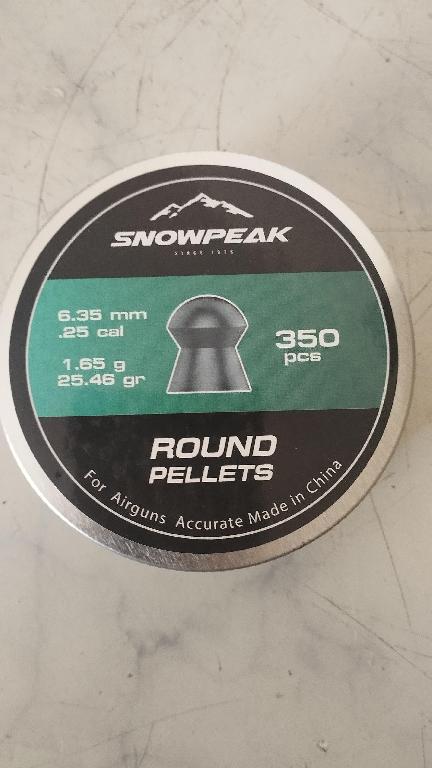 SNOWPEAK
6.35 mm
.25 cal
1.65 g
25.46 gr
350
pcs
ROUND
PELLETS
For Airguns Accurate Made in China